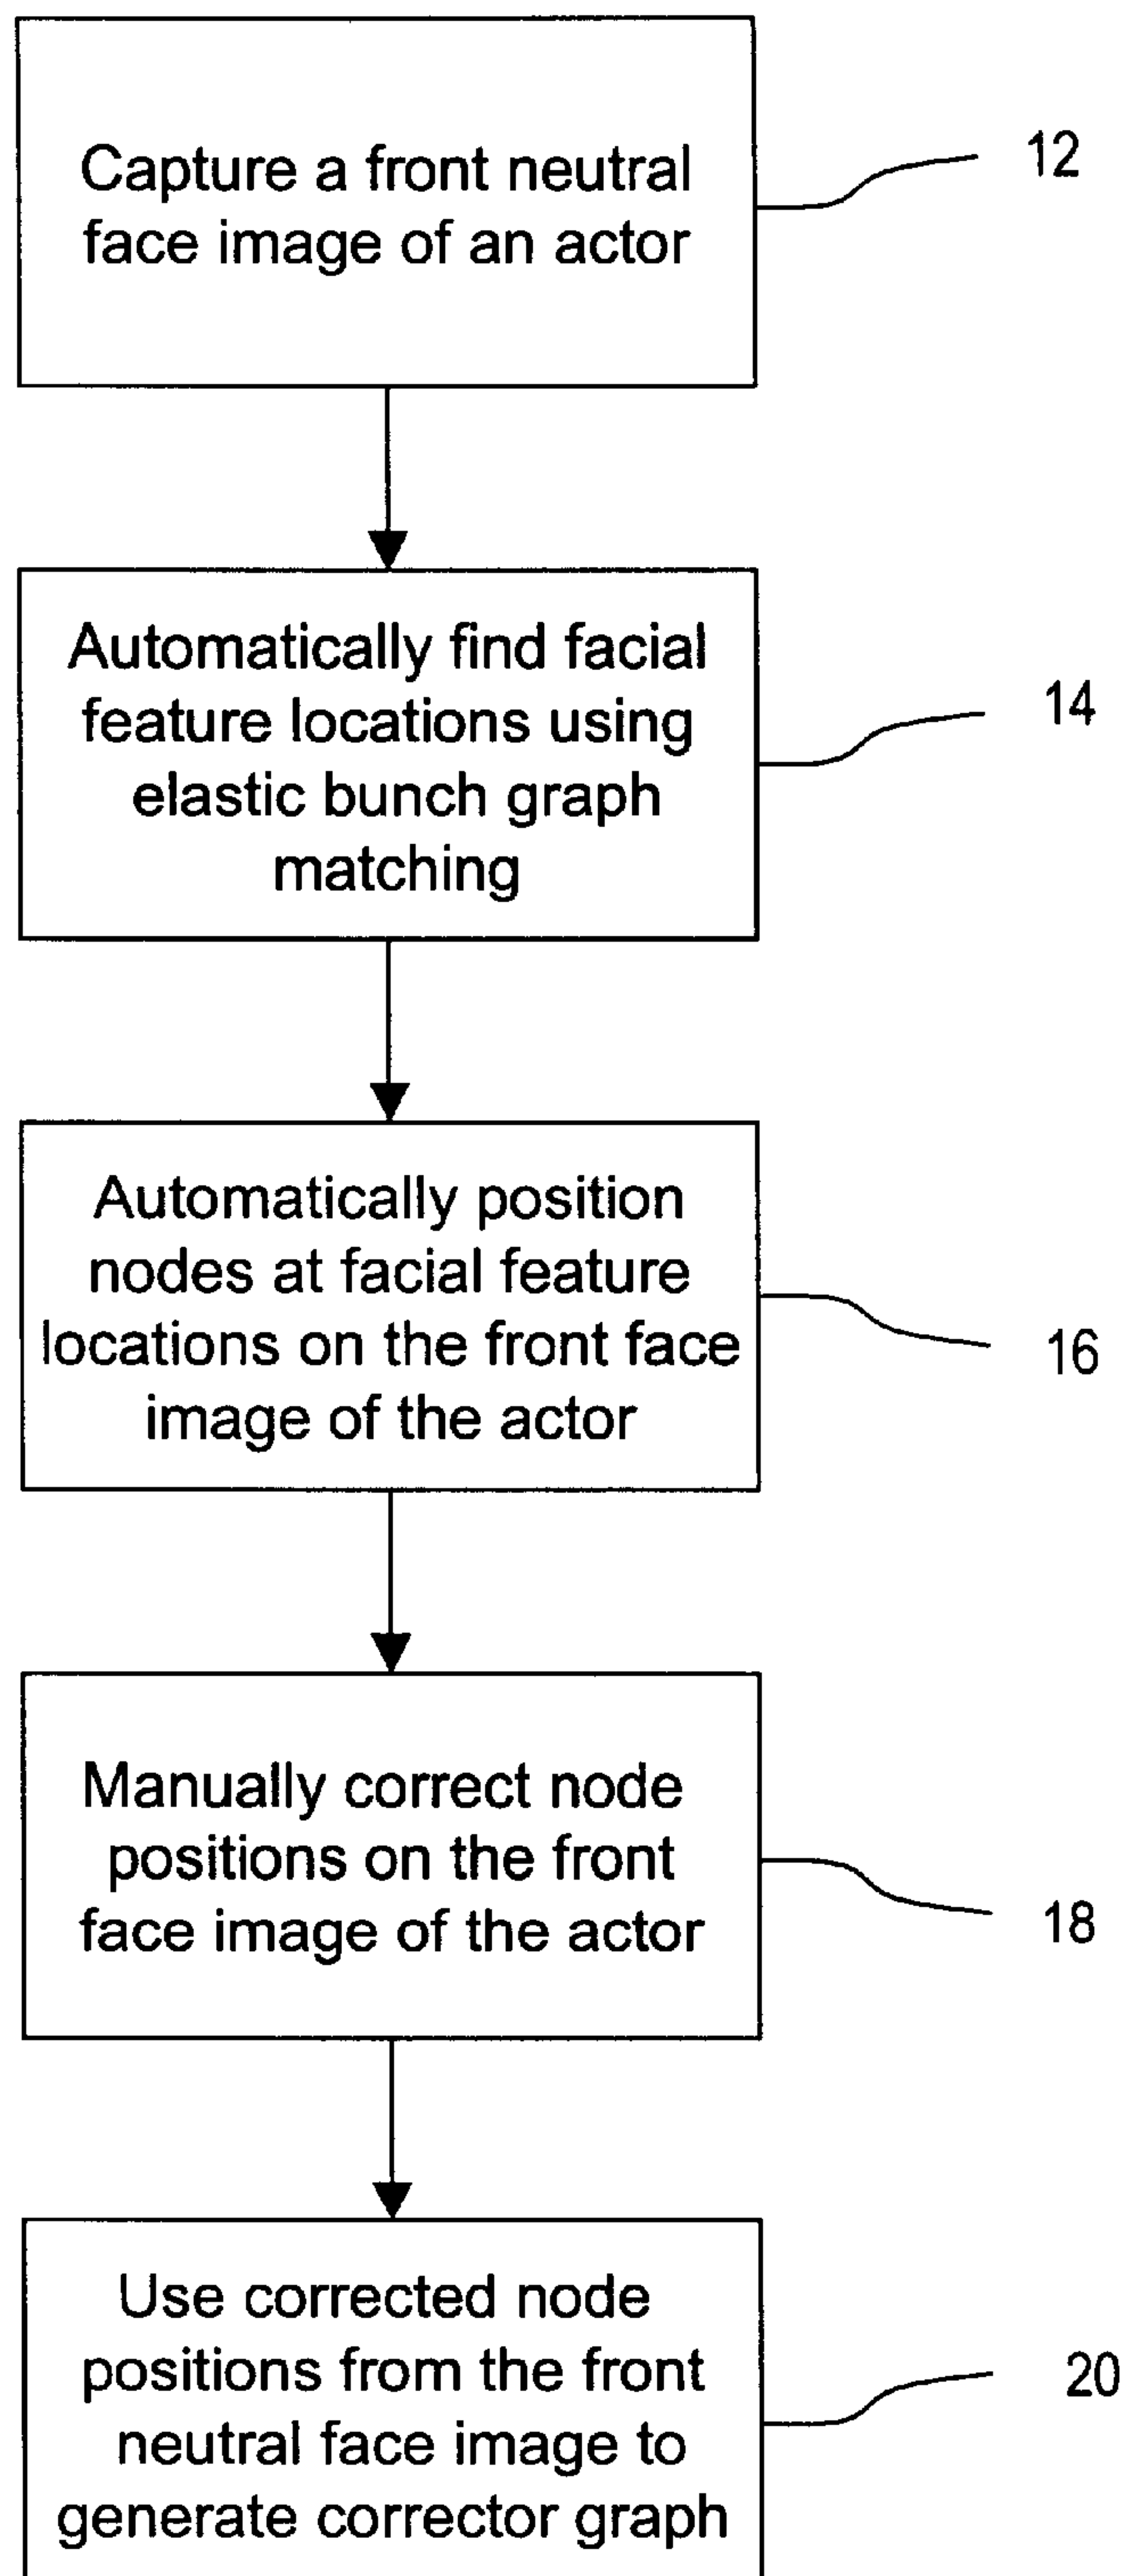 Capture a front neutral
face image of an actor
12
Automatically find facial
feature locations using
elastic bunch graph
matching
14
Automatically position
nodes at facial feature
locations on the front face
image of the actor
16
Manually correct node
positions on the front
face image of the actor
18
Use corrected node
positions from the front
neutral face image to
generate corrector graph
20